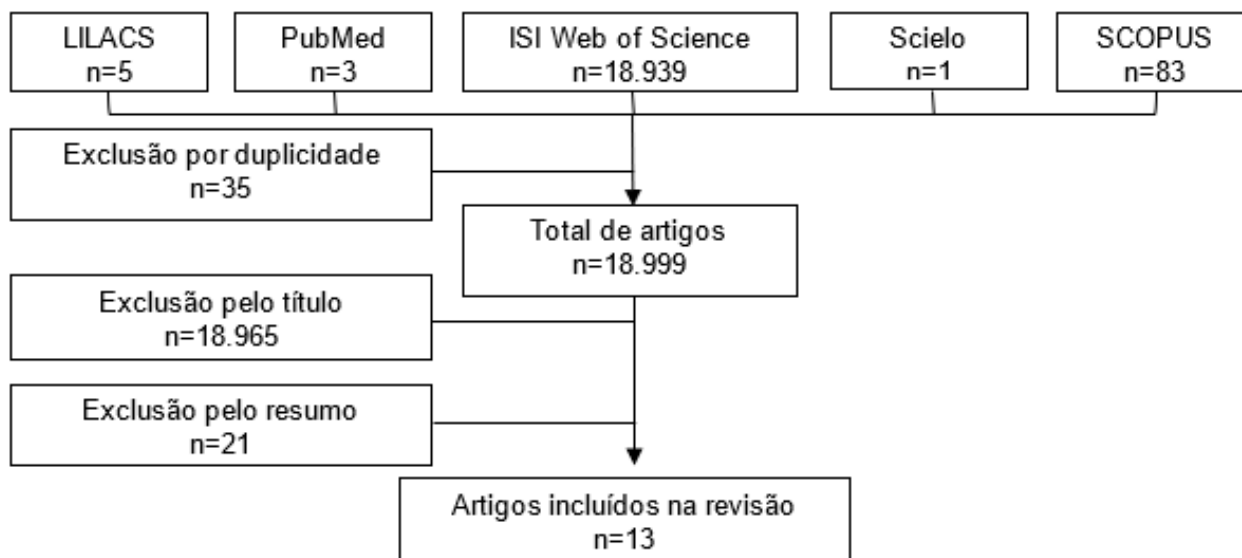 LILACS
n=5
PubMed
n=3
ISI Web of Science
n=18.939
Scielo
n=1
SCOPUS
n=83
Exclusão por duplicidade
n=35
Total de artigos
n=18.999
Exclusão pelo título
n=18.965
Exclusão pelo resumo
n=21
Artigos incluídos na revisão
n=13